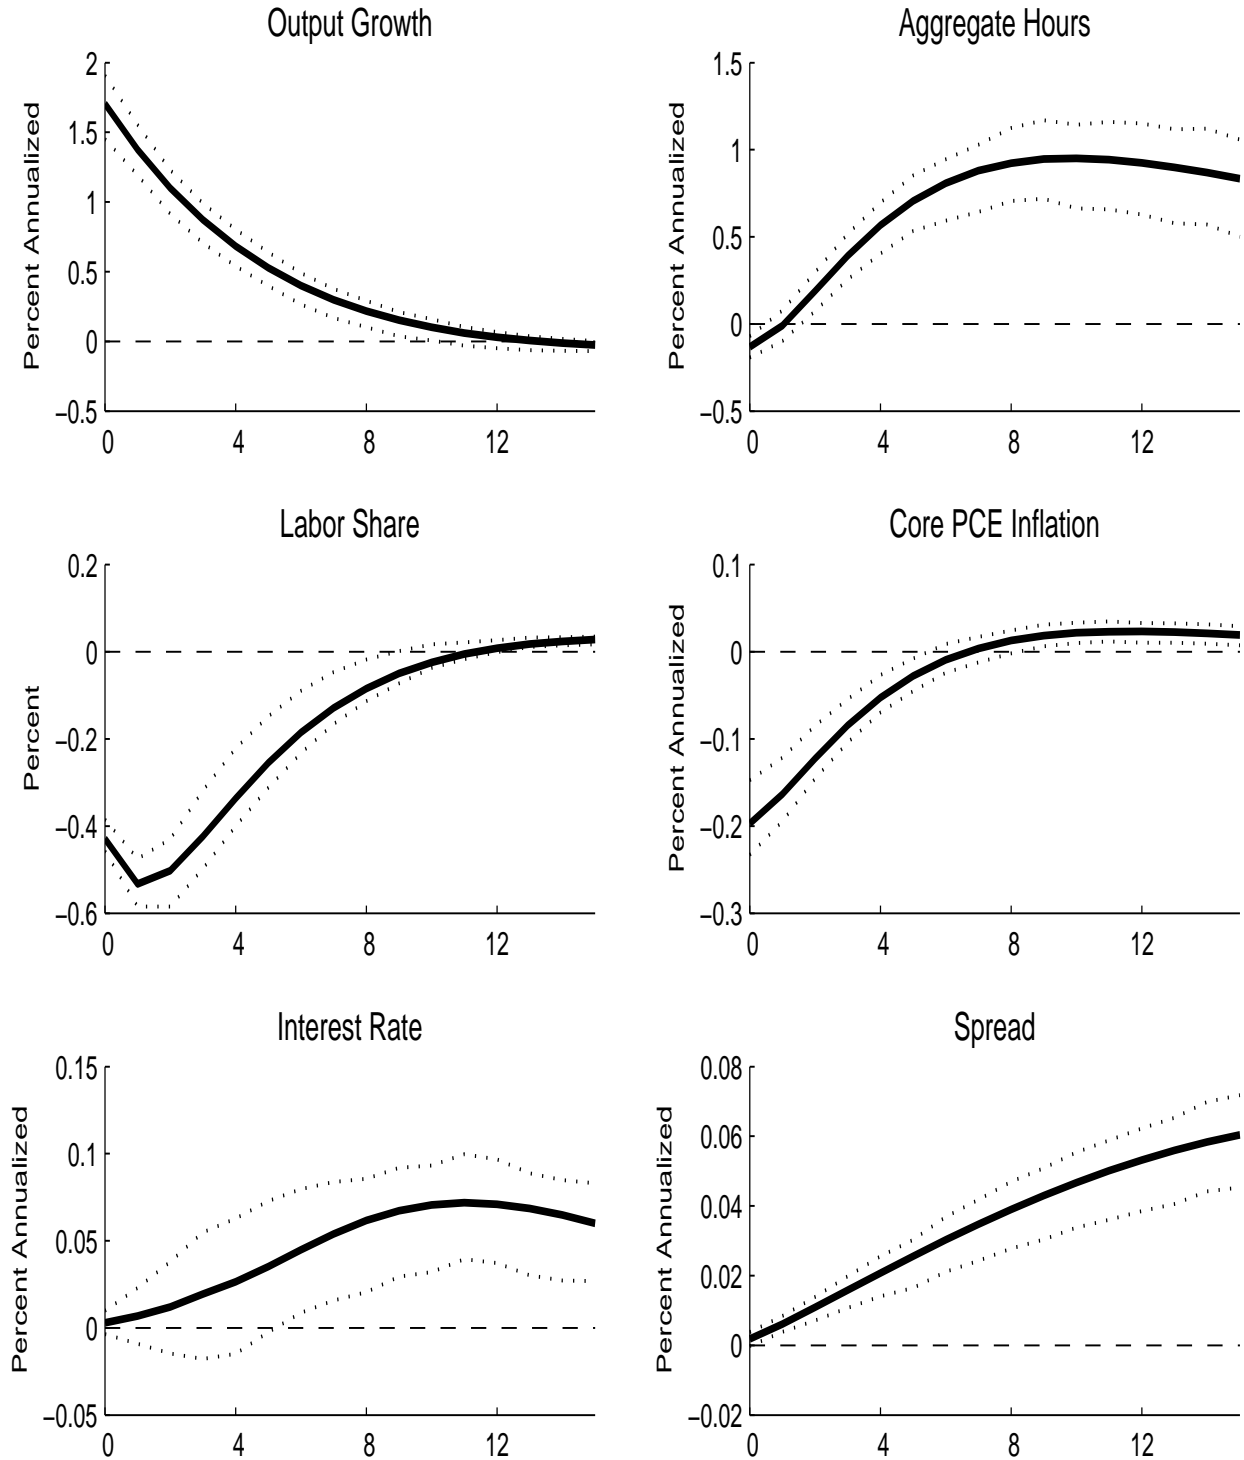 Output Growth
Percent Annualized
2
1.5
1
0.5
0
−0.5
0 4 8 12
Aggregate Hours
Percent Annualized
1.5
1
0.5
0
−0.5
0 4 8 12
Labor Share
Percent
0.2
0
−0.2
−0.4
−0.6
0 4 8 12
Core PCE Inflation
Percent Annualized
0.1
0
−0.1
−0.2
−0.3
0 4 8 12
Interest Rate
Percent Annualized
0.15
0.1
0.05
0
−0.05
0 4 8 12
Spread
Percent Annualized
0.08
0.06
0.04
0.02
0
−0.02
0 4 8 12